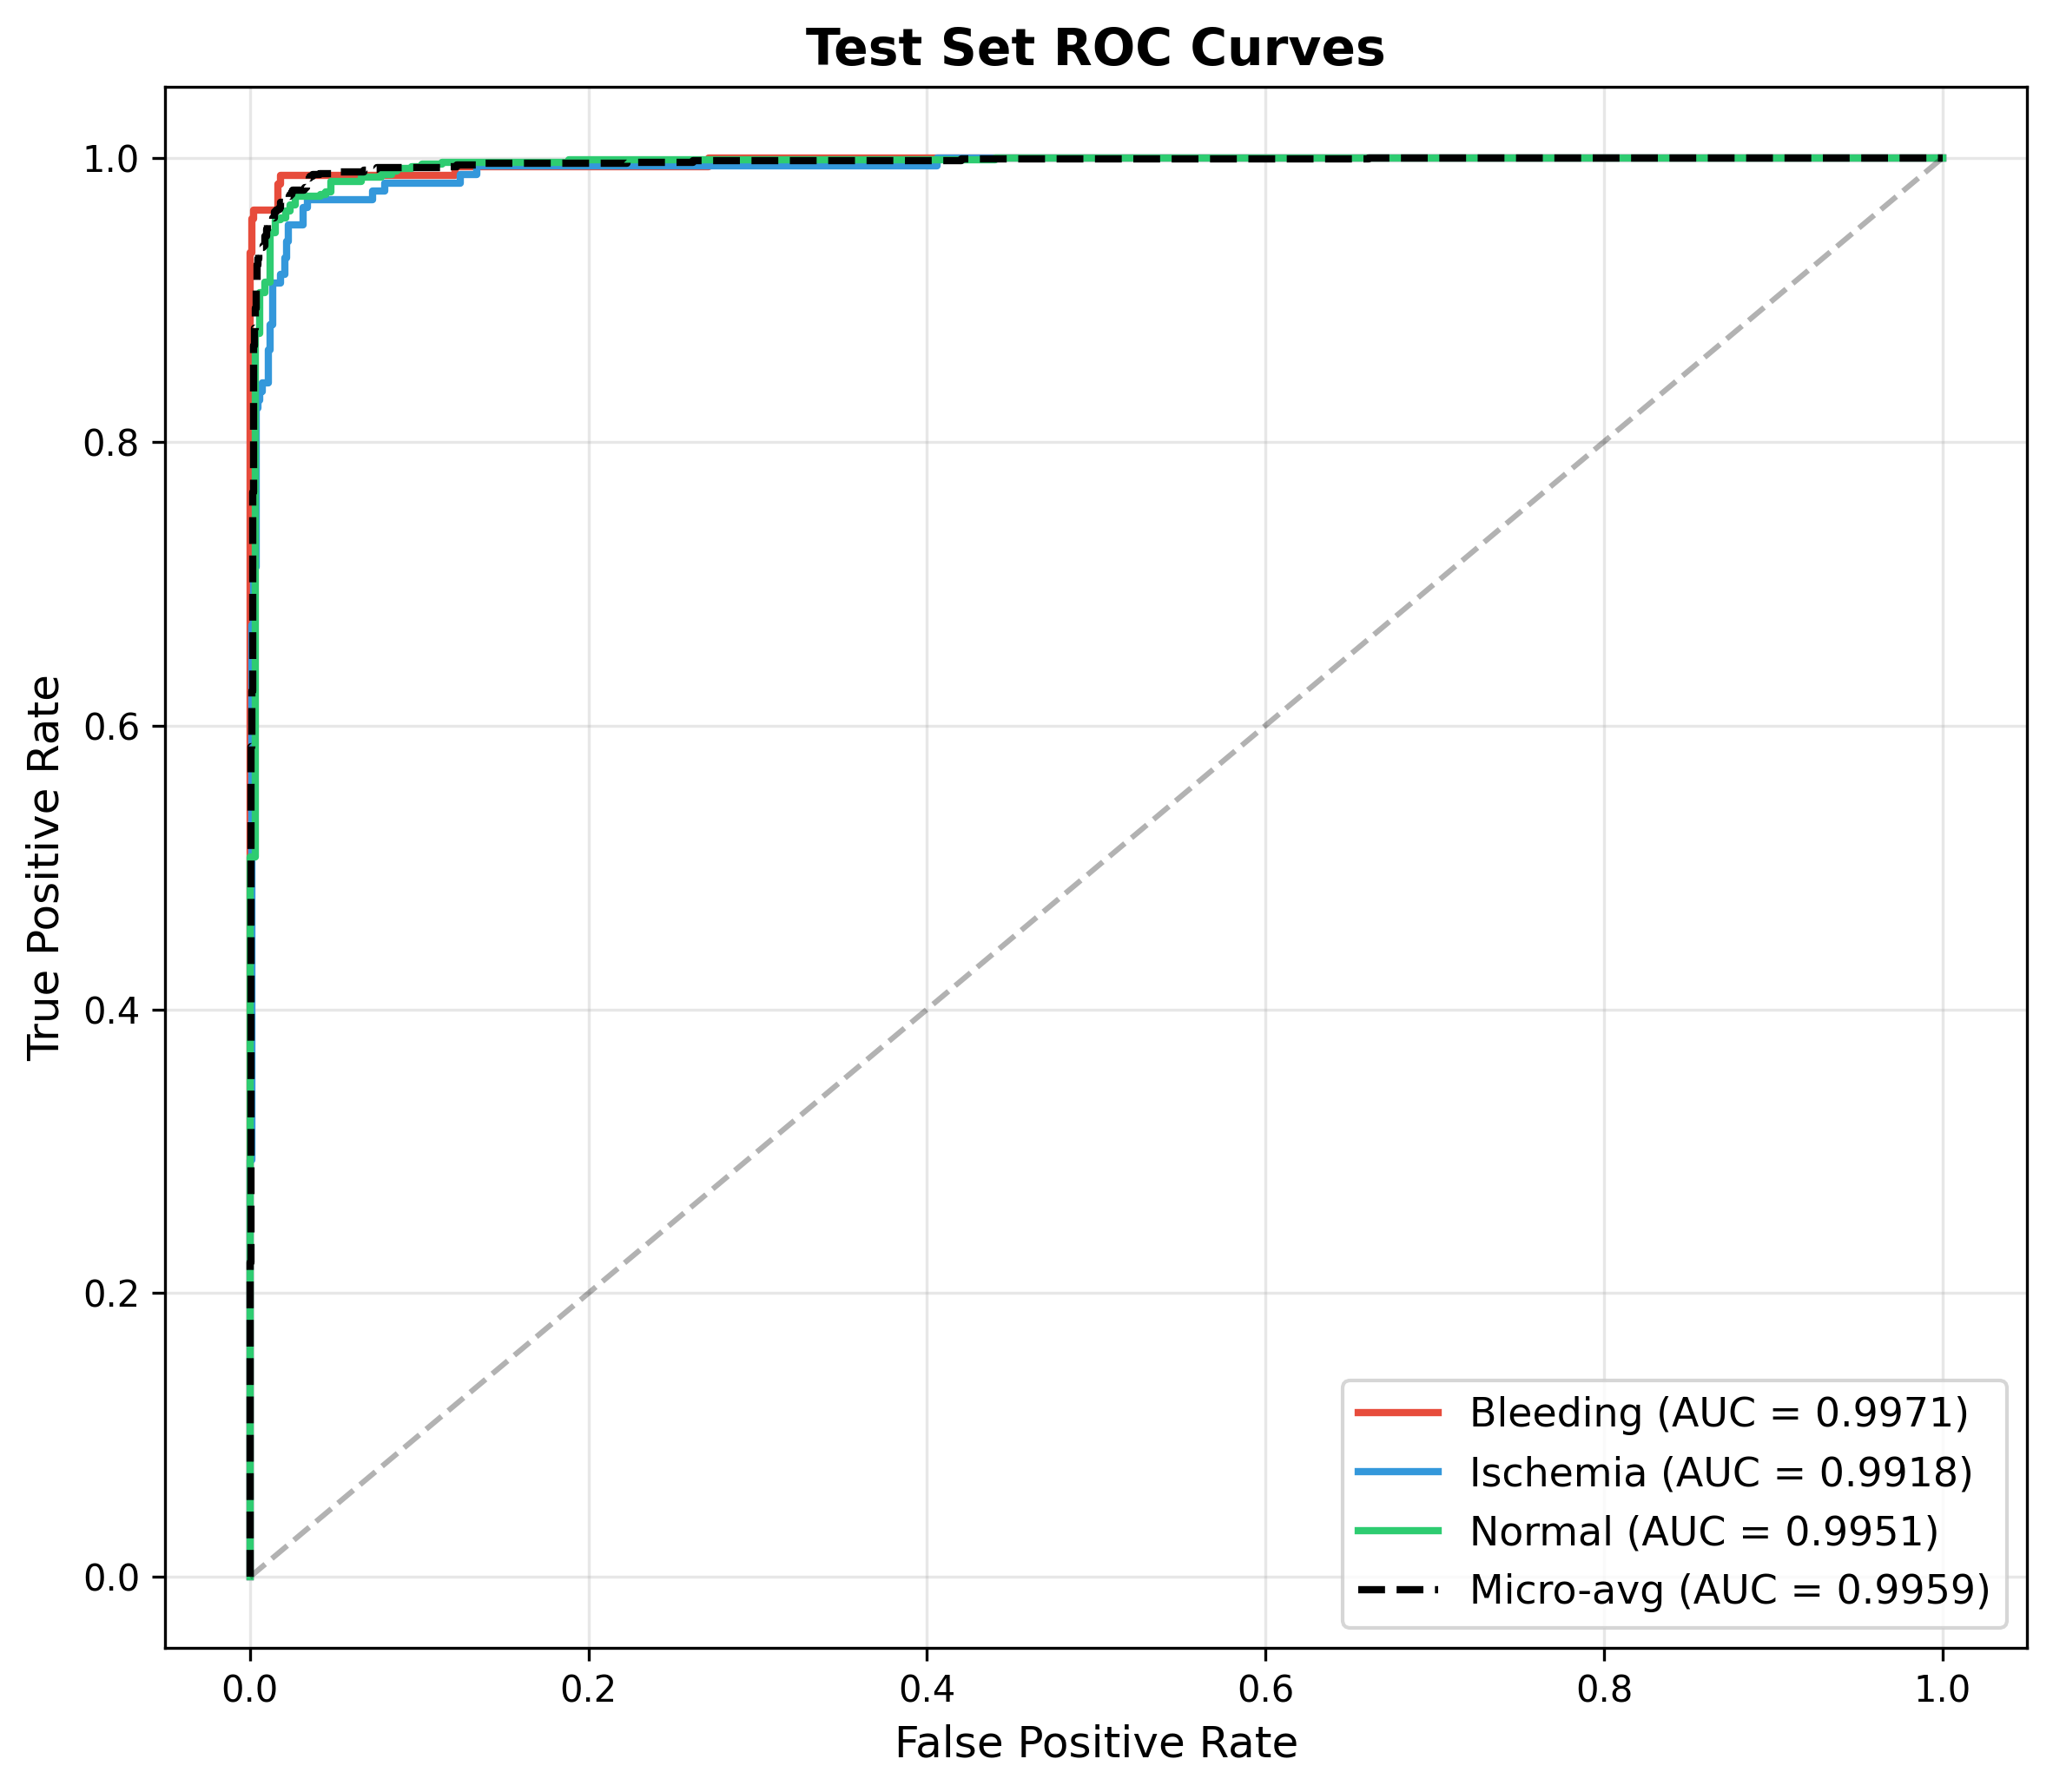 Test Set ROC Curves
True Positive Rate
1.0
0.8
0.6
0.4
0.2
0.0
0.0 0.2 0.4 0.6 0.8 1.0
False Positive Rate
Bleeding (AUC = 0.9971)
Ischemia (AUC = 0.9918)
Normal (AUC = 0.9951)
Micro-avg (AUC = 0.9959)